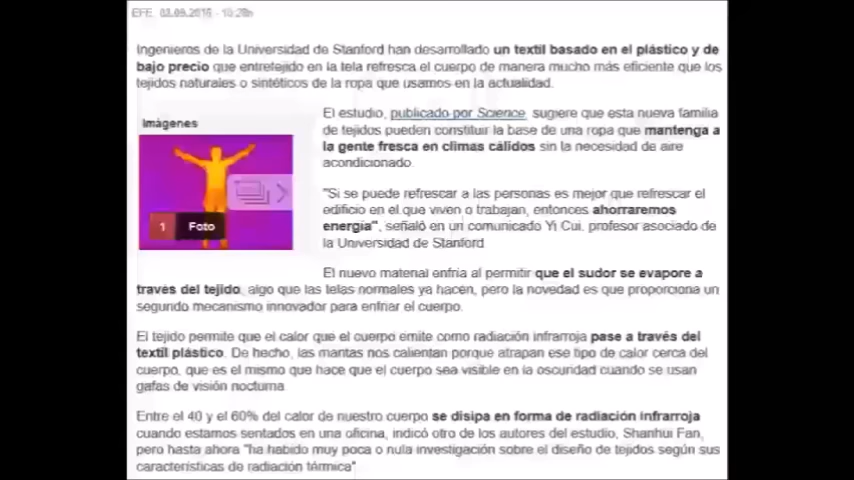 EFE. 03.09.2016 - 10:28h
Ingenieros de la Universidad de Stanford han desarrollado un textil basado en el plástico y de
bajo precio que entretejido en la tela refresca el cuerpo de manera mucho más eficiente que los
tejidos naturales o sintéticos de la ropa que usamos en la actualidad.
Imágenes
1 Foto
El estudio, publicado por Science, sugiere que esta nueva familia
de tejidos pueden constituir la base de una ropa que mantenga a
la gente fresca en climas cálidos sin la necesidad de aire
acondicionado.
"Si se puede refrescar a las personas es mejor que refrescar el
edificio en el que viven o trabajan, entonces ahorraremos
energía", señaló en un comunicado Yi Cui, profesor asociado de
la Universidad de Stanford
El nuevo material enfría al permitir que el sudor se evapore a
través del tejido, algo que las telas normales ya hacen, pero la novedad es que proporciona un
segundo mecanismo innovador para enfriar el cuerpo.
El tejido permite que el calor que el cuerpo emite como radiación infrarroja pase a través del
textil plástico. De hecho, las mantas nos calientan porque atrapan ese tipo de calor cerca del
cuerpo, que es el mismo que hace que el cuerpo sea visible en la oscuridad cuando se usan
gafas de visión nocturna.
Entre el 40 y el 60% del calor de nuestro cuerpo se disipa en forma de radiación infrarroja
cuando estamos sentados en una oficina, indicó otro de los autores del estudio, Shanhui Fan,
pero hasta ahora "ha habido muy poca o nula investigación sobre el diseño de tejidos según sus
características de radiación térmica"